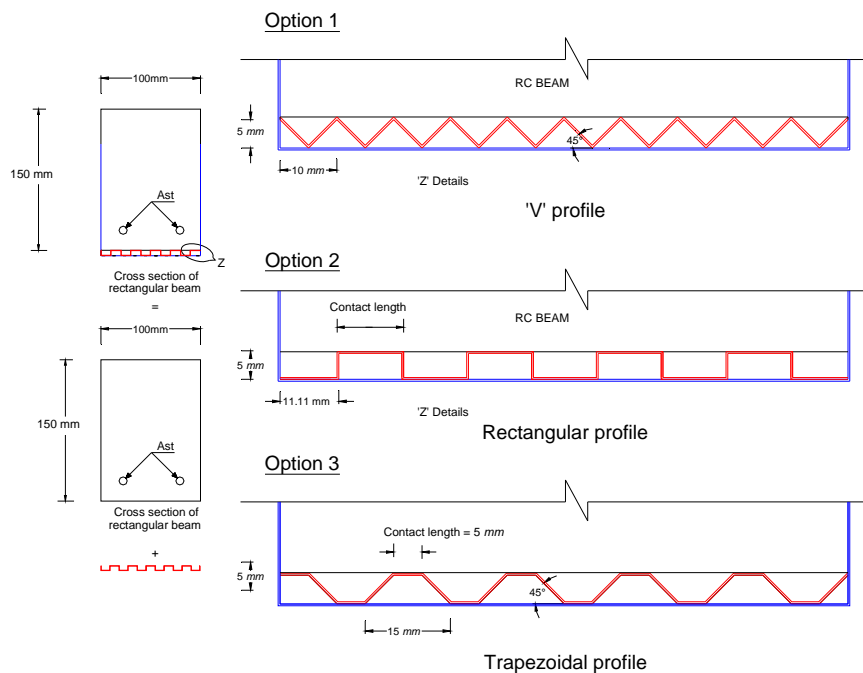 Option 1
100mm
RC BEAM
5 mm
45°
150 mm
10 mm
'Z' Details
Ast
'V' profile
Z
Cross section of
rectangular beam
=
100mm
Option 2
Contact length
RC BEAM
5 mm
11.11 mm
'Z' Details
Rectangular profile
150 mm
Ast
Option 3
Cross section of
rectangular beam
+
Contact length = 5 mm
5 mm
45°
15 mm
Trapezoidal profile